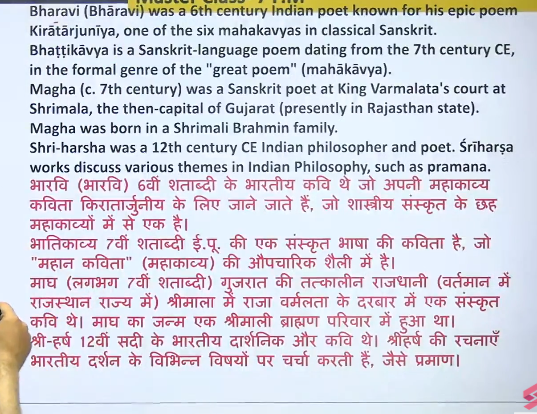 Bharavi (Bhāravi) was a 6th century Indian poet known for his epic poem
Kirātārjunīya, one of the six mahakavyas in classical Sanskrit.
Bhaṭṭikāvya is a Sanskrit-language poem dating from the 7th century CE,
in the formal genre of the "great poem" (mahākāvya).
Magha (c. 7th century) was a Sanskrit poet at King Varmalata's court at
Shrimala, the then-capital of Gujarat (presently in Rajasthan state).
Magha was born in a Shrimali Brahmin family.
Shri-harsha was a 12th century CE Indian philosopher and poet. Śrīharṣa
works discuss various themes in Indian Philosophy, such as pramana.
भारवि (भारवि) 6वीं शताब्दी के भारतीय कवि थे जो अपनी महाकाव्य
कविता किरातार्जुनीय के लिए जाने जाते हैं, जो शास्त्रीय संस्कृत के छह
महाकाव्यों में से एक है।
भातिकाव्य 7वीं शताब्दी ई.पू. की एक संस्कृत भाषा की कविता है, जो
"महान कविता" (महाकाव्य) की औपचारिक शैली में है।
माघ (लगभग 7वीं शताब्दी) गुजरात की तत्कालीन राजधानी (वर्तमान में
राजस्थान राज्य में) श्रीमाला में राजा वर्मलता के दरबार में एक संस्कृत
कवि थे। माघ का जन्म एक श्रीमाली ब्राह्मण परिवार में हुआ था।
श्री-हर्ष 12वीं सदी के भारतीय दार्शनिक और कवि थे। श्रीहर्ष की रचनाएँ
भारतीय दर्शन के विभिन्न विषयों पर चर्चा करती हैं, जैसे प्रमाण।